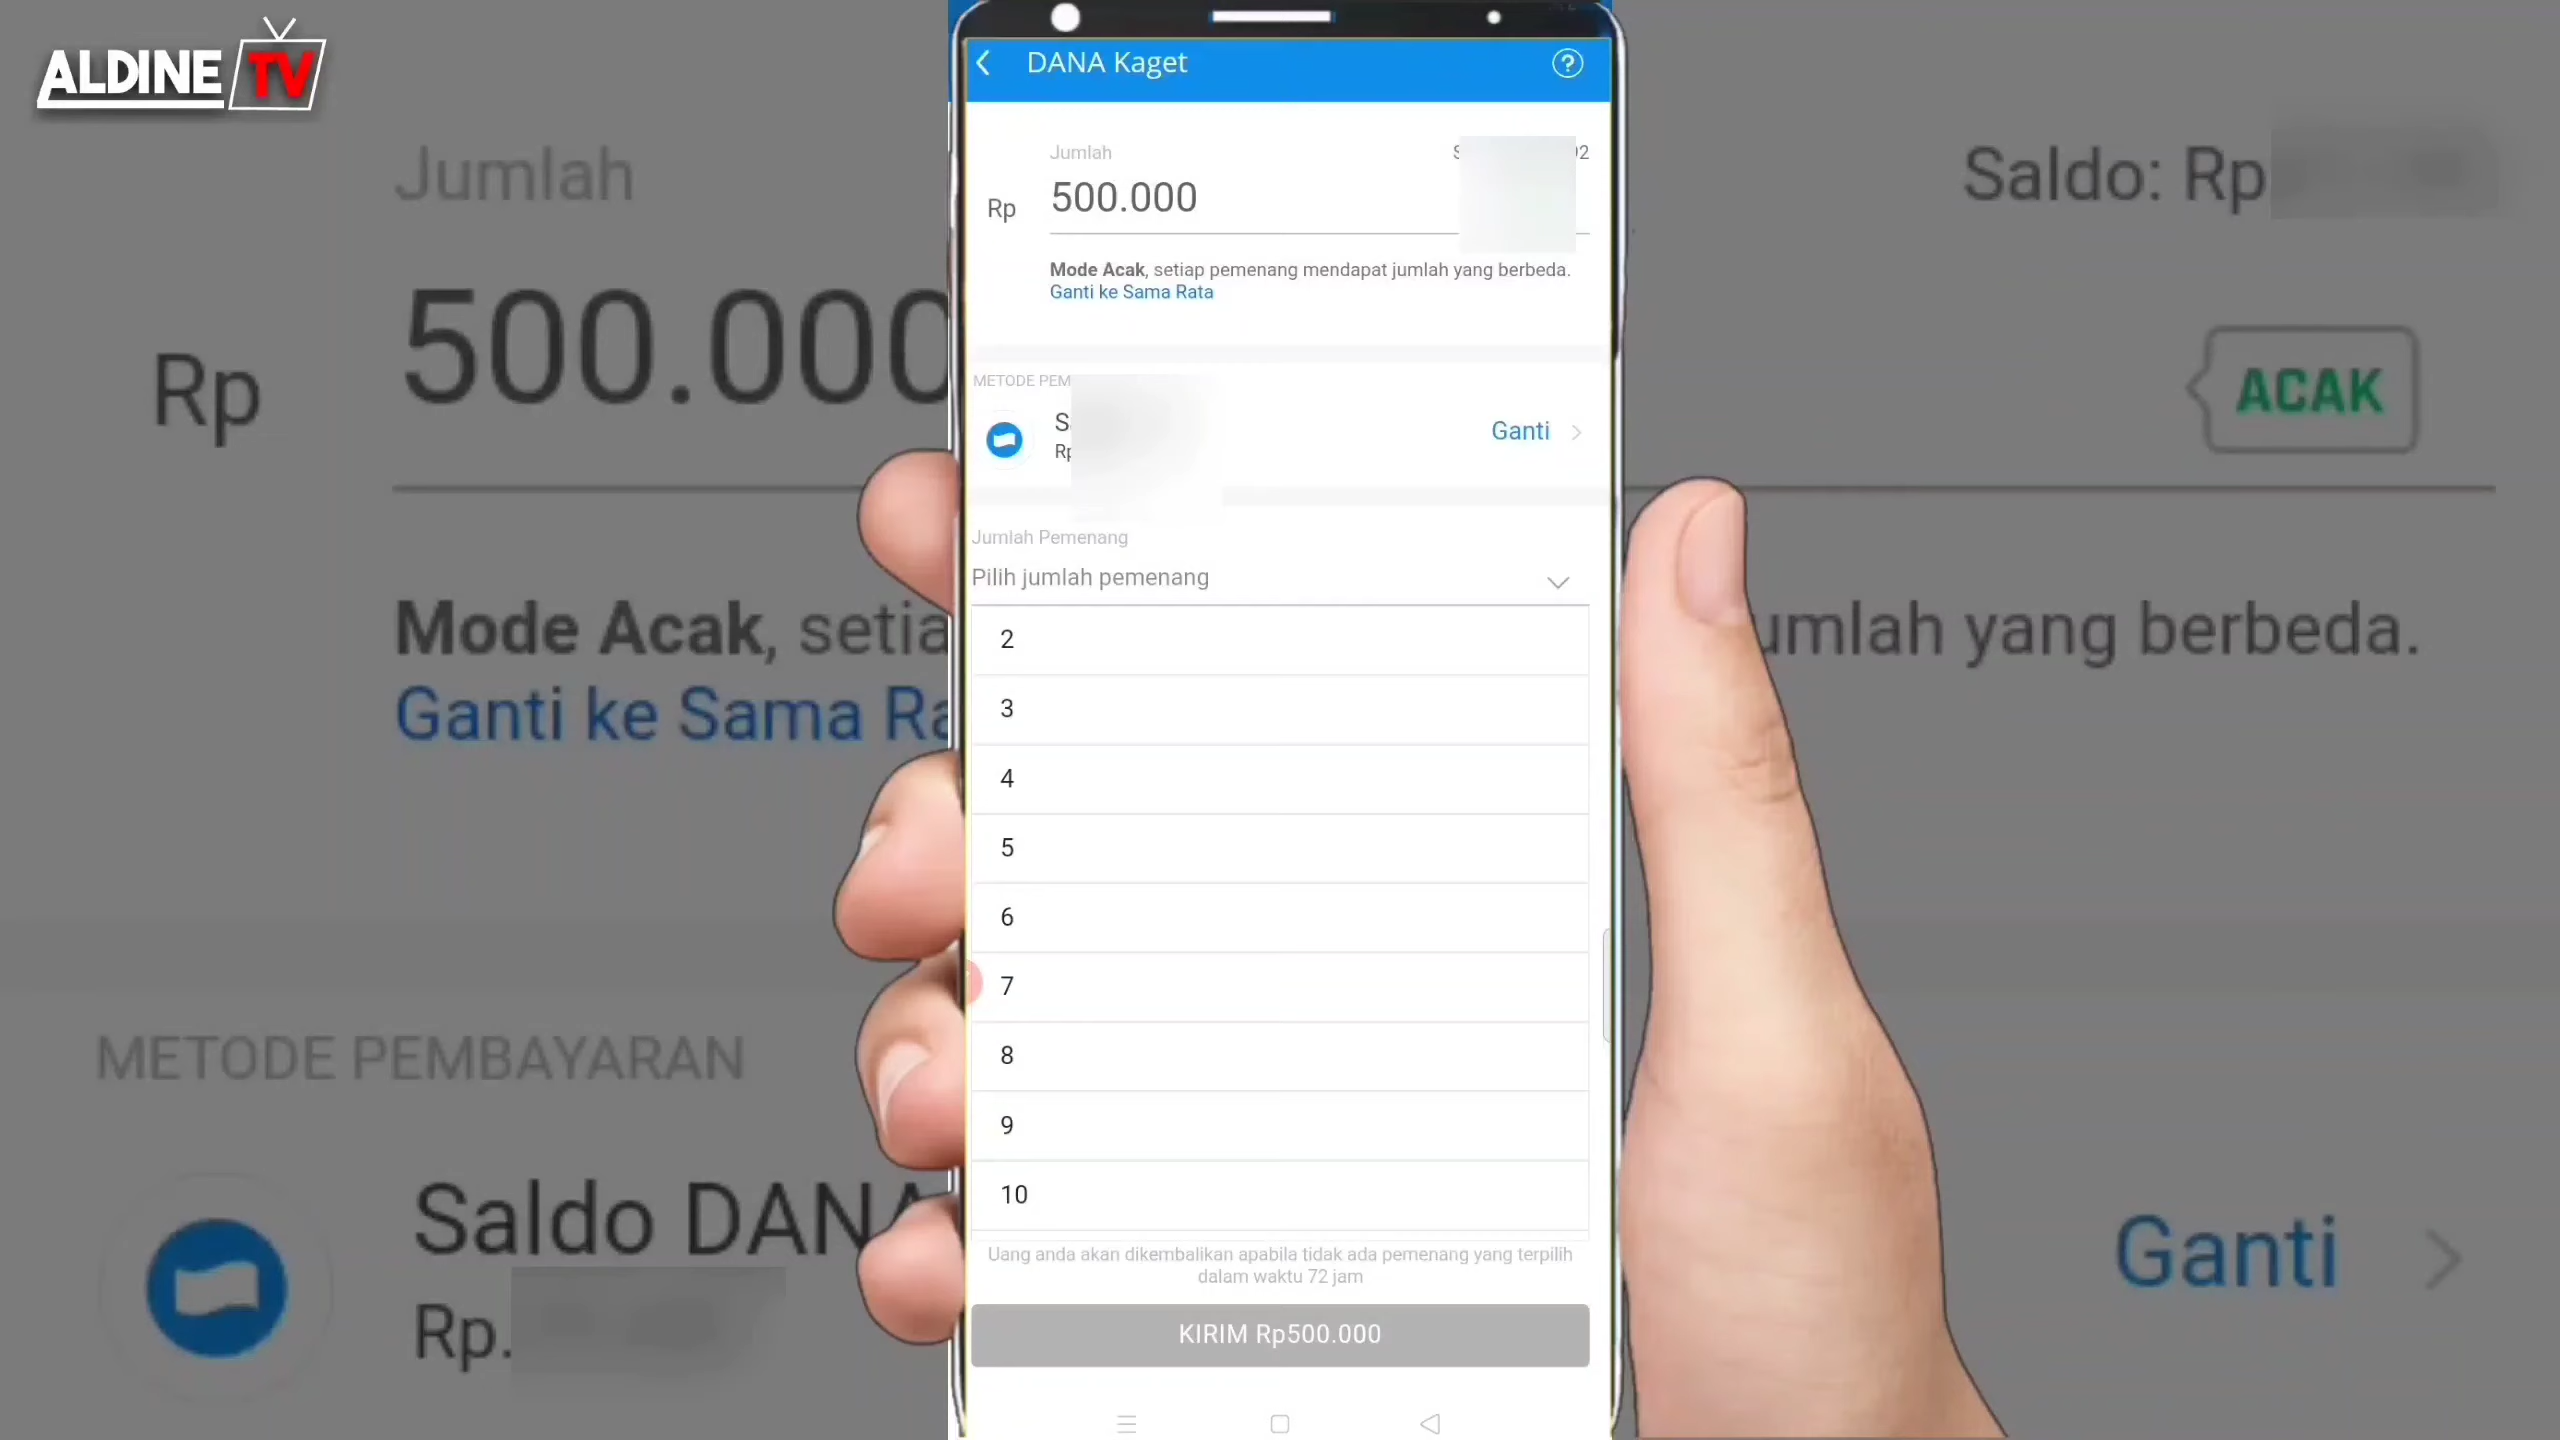 ALDINE TV
Jumlah
Saldo: Rp
Rp
500.000
ACAK
Mode Acak, setia
umlah yang berbeda.
Ganti ke Sama Ra
METODE PEMBAYARAN
Saldo DANA
Rp.
Ganti
DANA Kaget
?
Jumlah
Rp
500.000
Mode Acak, setiap pemenang mendapat jumlah yang berbeda.
Ganti ke Sama Rata
METODE PEM
Rp
Ganti
Jumlah Pemenang
Pilih jumlah pemenang
2
3
4
5
6
7
8
9
10
Uang anda akan dikembalikan apabila tidak ada pemenang yang terpilih
dalam waktu 72 jam
KIRIM Rp500.000